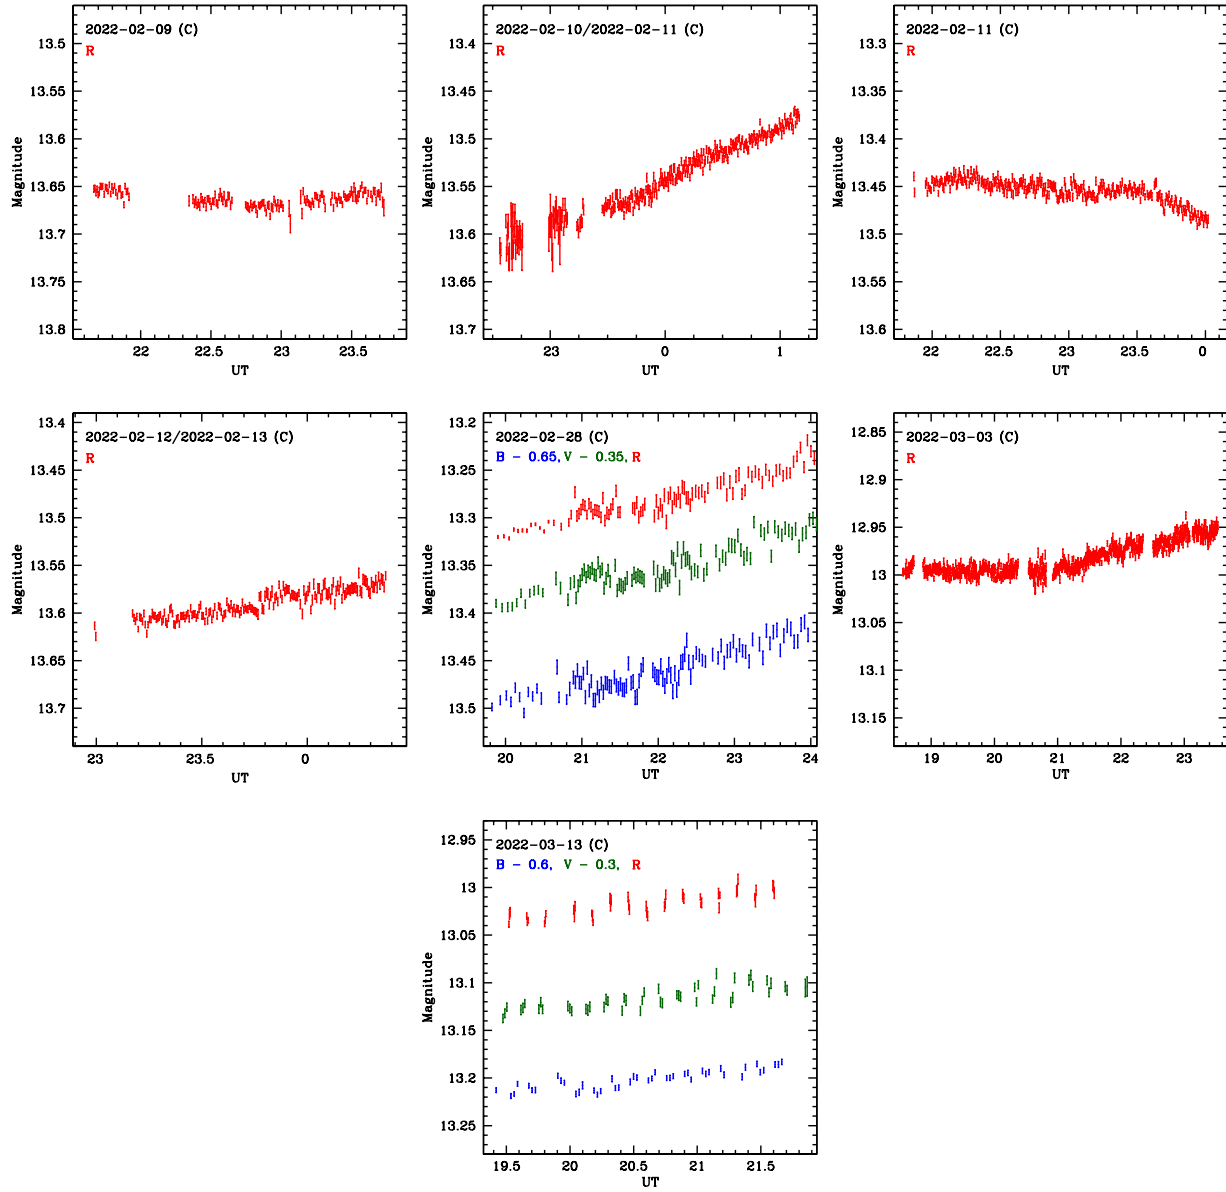 2022-02-09 (C)
R
13.5
13.55
13.6
13.65
13.7
13.75
13.8
Magnitude
22
22.5
23
23.5
UT
2022-02-10/2022-02-11 (C)
R
13.4
13.45
13.5
13.55
13.6
13.65
13.7
Magnitude
23
0
1
UT
2022-02-11 (C)
R
13.3
13.35
13.4
13.45
13.5
13.55
13.6
Magnitude
22
22.5
23
23.5
0
UT
2022-02-12/2022-02-13 (C)
R
13.4
13.45
13.5
13.55
13.6
13.65
13.7
Magnitude
23
23.5
0
UT
2022-02-28 (C)
B - 0.65, V - 0.35, R
13.2
13.25
13.3
13.35
13.4
13.45
13.5
Magnitude
20
21
22
23
24
UT
2022-03-03 (C)
R
12.85
12.9
12.95
13
13.05
13.1
13.15
Magnitude
19
20
21
22
23
UT
2022-03-13 (C)
B - 0.6, V - 0.3, R
12.95
13
13.05
13.1
13.15
13.2
13.25
Magnitude
19.5
20
20.5
21
21.5
UT